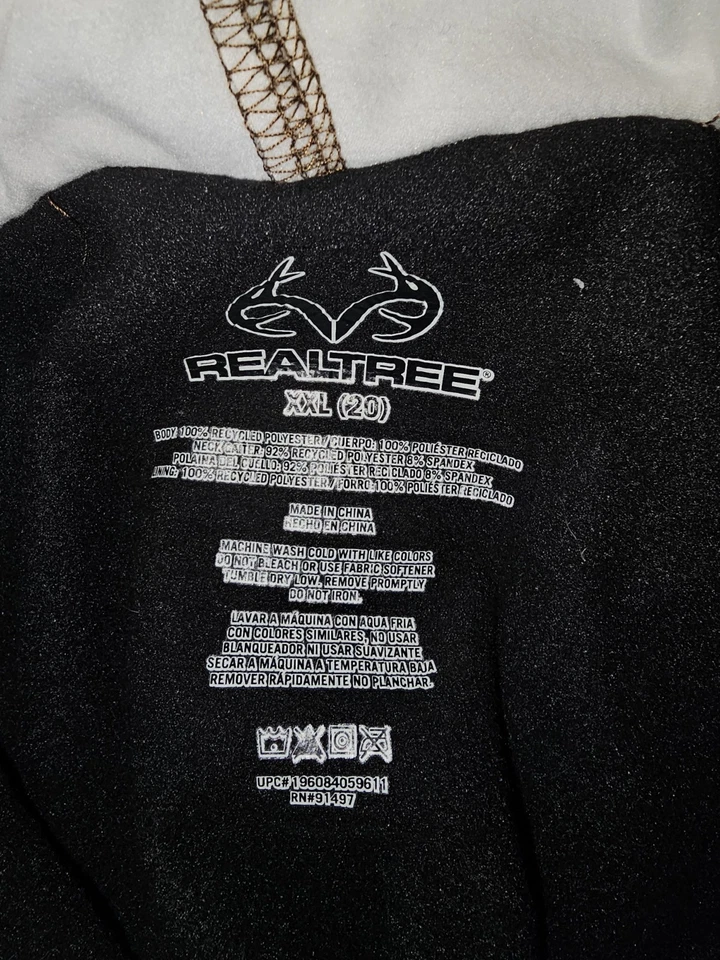 REALTREE®
XXL (20)
BODY: 100% RECYCLED POLYESTER / CUERPO: 100% POLIÉSTER RECICLADO
NECK GAITER: 92% RECYCLED POLYESTER 8% SPANDEX
POLAINA DEL CUELLO: 92% POLIÉSTER RECICLADO 8% SPANDEX
LINING: 100% RECYCLED POLYESTER / FORRO: 100% POLIÉSTER RECICLADO
MADE IN CHINA
HECHO EN CHINA
MACHINE WASH COLD WITH LIKE COLORS
DO NOT BLEACH OR USE FABRIC SOFTENER
TUMBLE DRY LOW. REMOVE PROMPTLY
DO NOT IRON.
LAVAR A MÁQUINA CON AQUA FRIA
CON COLORES SIMILARES, NO USAR
BLANQUEADOR NI USAR SUAVIZANTE
SECAR A MÁQUINA A TEMPERATURA BAJA
REMOVER RÁPIDAMENTE NO PLANCHAR.
UPC# 196084059611
RN#91497